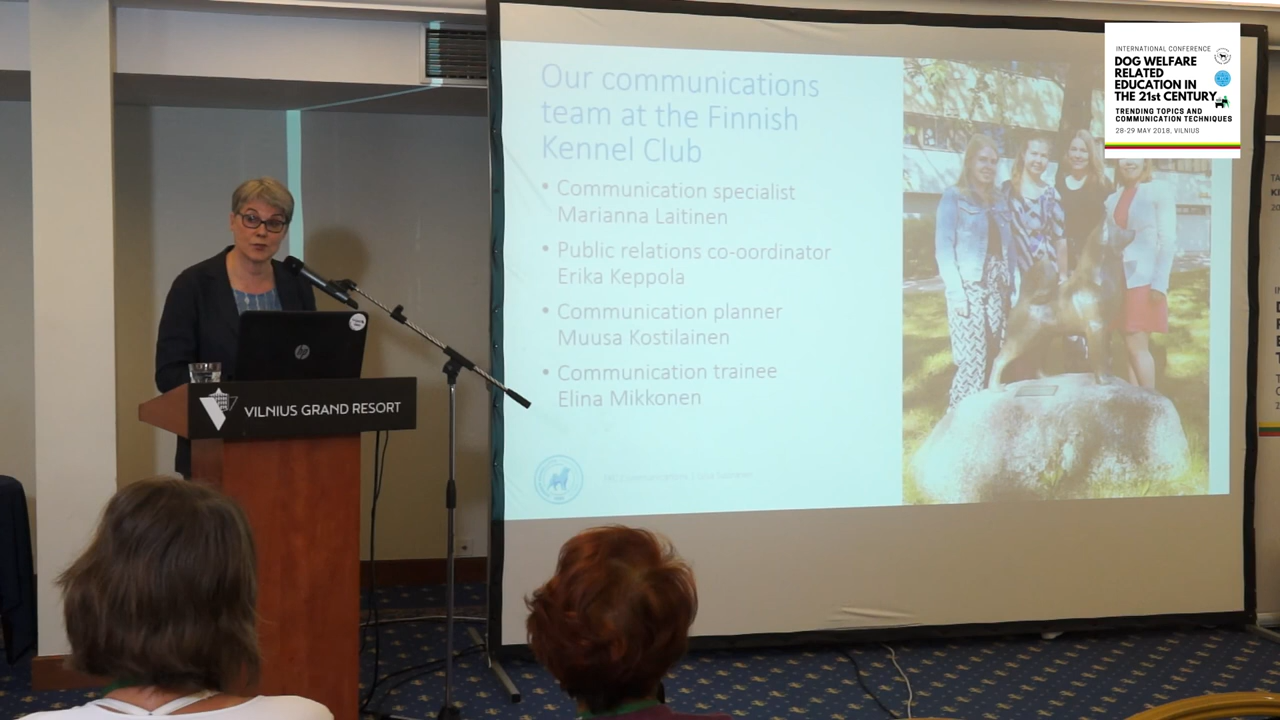 INTERNATIONAL CONFERENCE
DOG WELFARE
RELATED
EDUCATION IN
THE 21st CENTURY
TRENDING TOPICS AND
COMMUNICATION TECHNIQUES
28-29 MAY 2018, VILNIUS
Our communications
team at the Finnish
Kennel Club
• Communication specialist
Marianna Laitinen
• Public relations co-oordinator
Erika Keppola
• Communication planner
Muusa Kostilainen
• Communication trainee
Elina Mikkonen
hp
VILNIUS GRAND RESORT